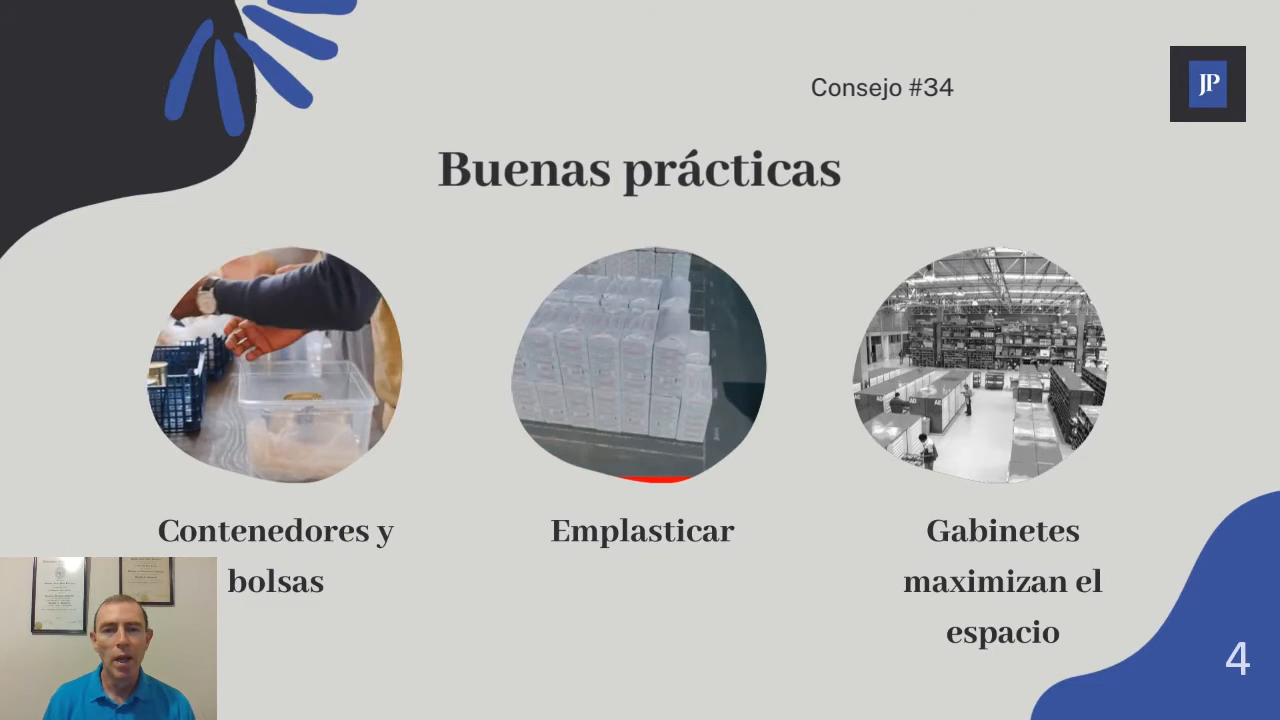 Consejo #34
JP
Buenas prácticas
Contenedores y
bolsas
Emplasticar
Gabinetes
maximizan el
espacio
4